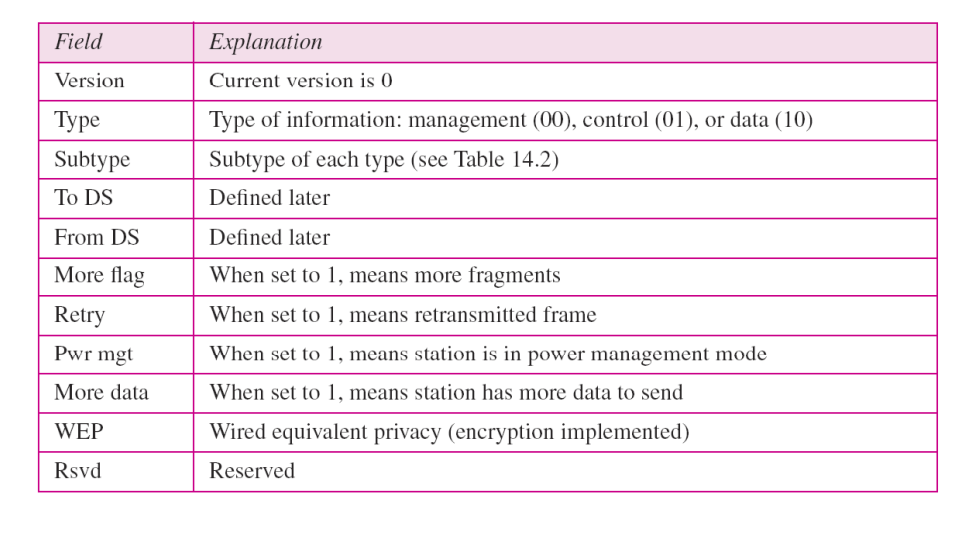 Field Explanation
Version Current version is 0
Type Type of information: management (00), control (01), or data (10)
Subtype Subtype of each type (see Table 14.2)
To DS Defined later
From DS Defined later
More flag When set to 1, means more fragments
Retry When set to 1, means retransmitted frame
Pwr mgt When set to 1, means station is in power management mode
More data When set to 1, means station has more data to send
WEP Wired equivalent privacy (encryption implemented)
Rsvd Reserved